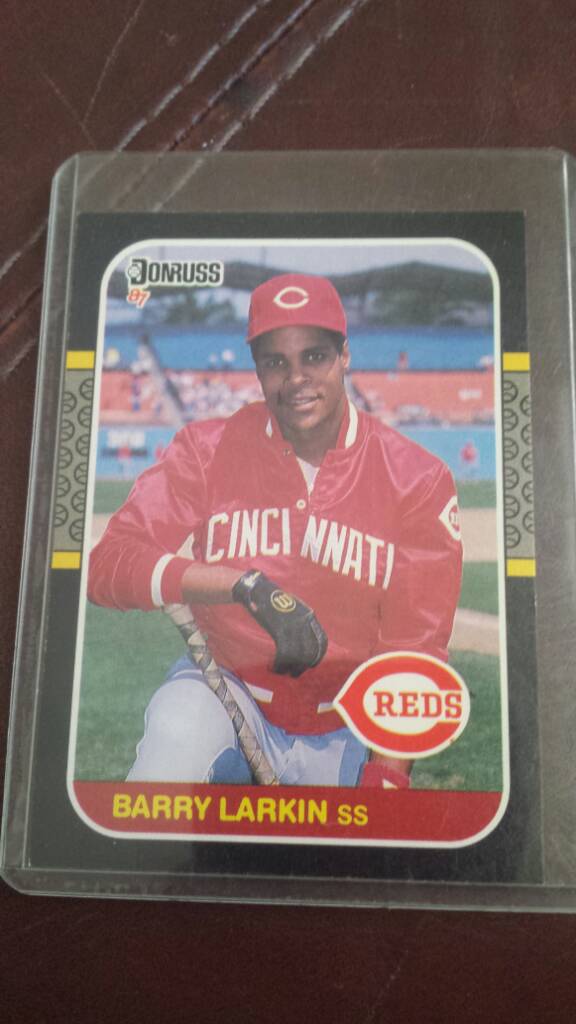 DONRUSS
87
C
CINCINNATI
W
REDS
BARRY LARKIN SS